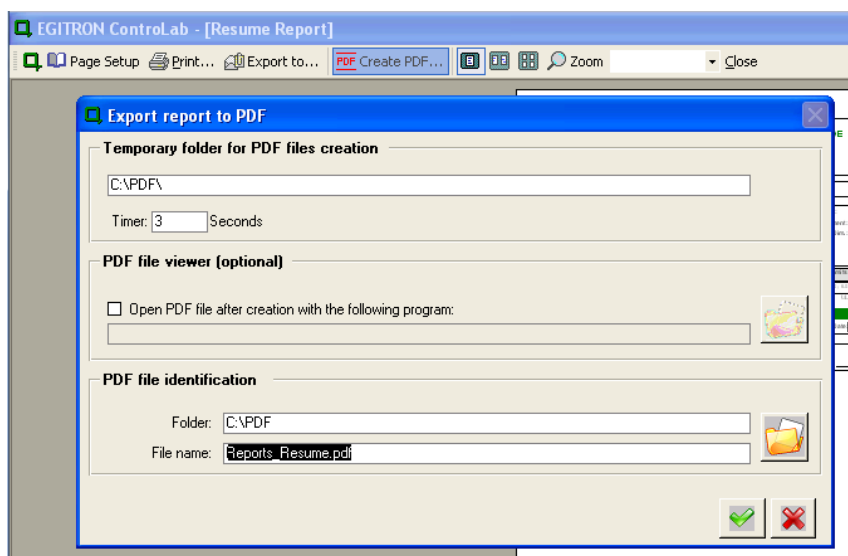 EGITRON ControLab - [Resume Report]
Page Setup Print... Export to... PDF Create PDF... Zoom Close
Export report to PDF
Temporary folder for PDF files creation
C:\PDF\
Timer: 3 Seconds
PDF file viewer (optional)
Open PDF file after creation with the following program:
PDF file identification
Folder: C:\PDF
File name: Reports_Resume.pdf